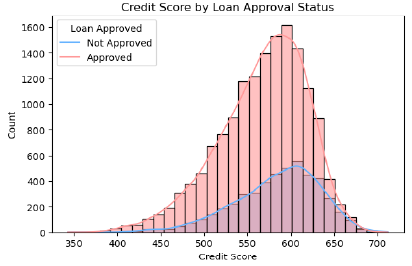 Credit Score by Loan Approval Status
Loan Approved
Not Approved
Approved
Count
1600
1400
1200
1000
800
600
400
200
0
350 400 450 500 550 600 650 700
Credit Score